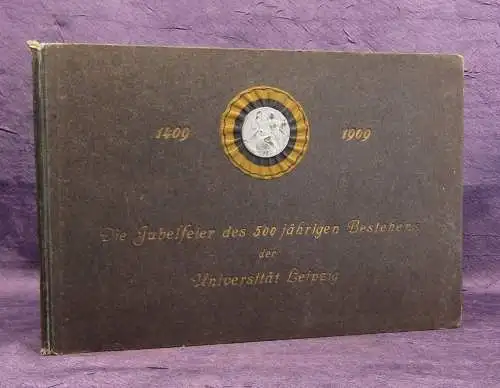 1409 1909
Die Jubelfeier des 500 jährigen Bestehens
der
Universität Leipzig